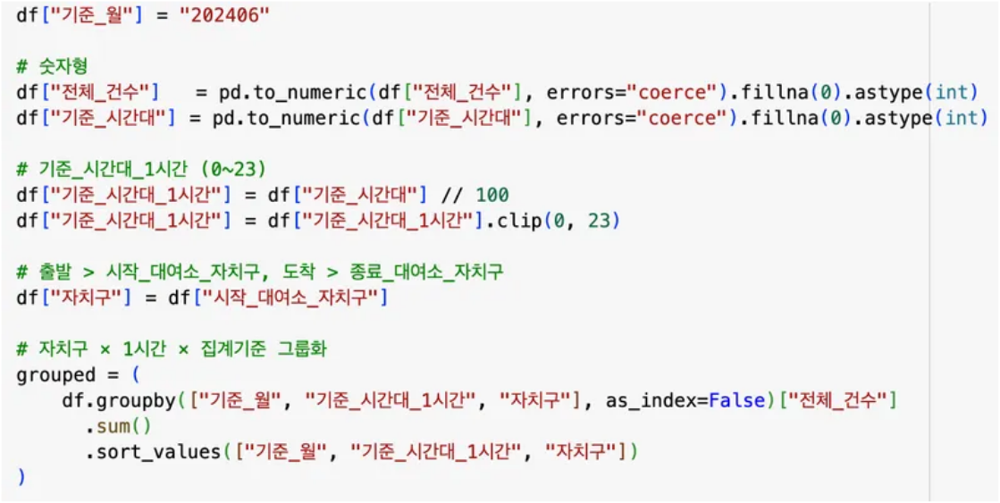 df["기준_월"] = "202406"
# 숫자형
df["전체_건수"]   = pd.to_numeric(df["전체_건수"], errors="coerce").fillna(0).astype(int)
df["기준_시간대"] = pd.to_numeric(df["기준_시간대"], errors="coerce").fillna(0).astype(int)
# 기준_시간대_1시간 (0~23)
df["기준_시간대_1시간"] = df["기준_시간대"] // 100
df["기준_시간대_1시간"] = df["기준_시간대_1시간"].clip(0, 23)
# 출발 > 시작_대여소_자치구, 도착 > 종료_대여소_자치구
df["자치구"] = df["시작_대여소_자치구"]
# 자치구 × 1시간 × 집계기준 그룹화
grouped = (
    df.groupby(["기준_월", "기준_시간대_1시간", "자치구"], as_index=False)["전체_건수"]
      .sum()
      .sort_values(["기준_월", "기준_시간대_1시간", "자치구"])
)